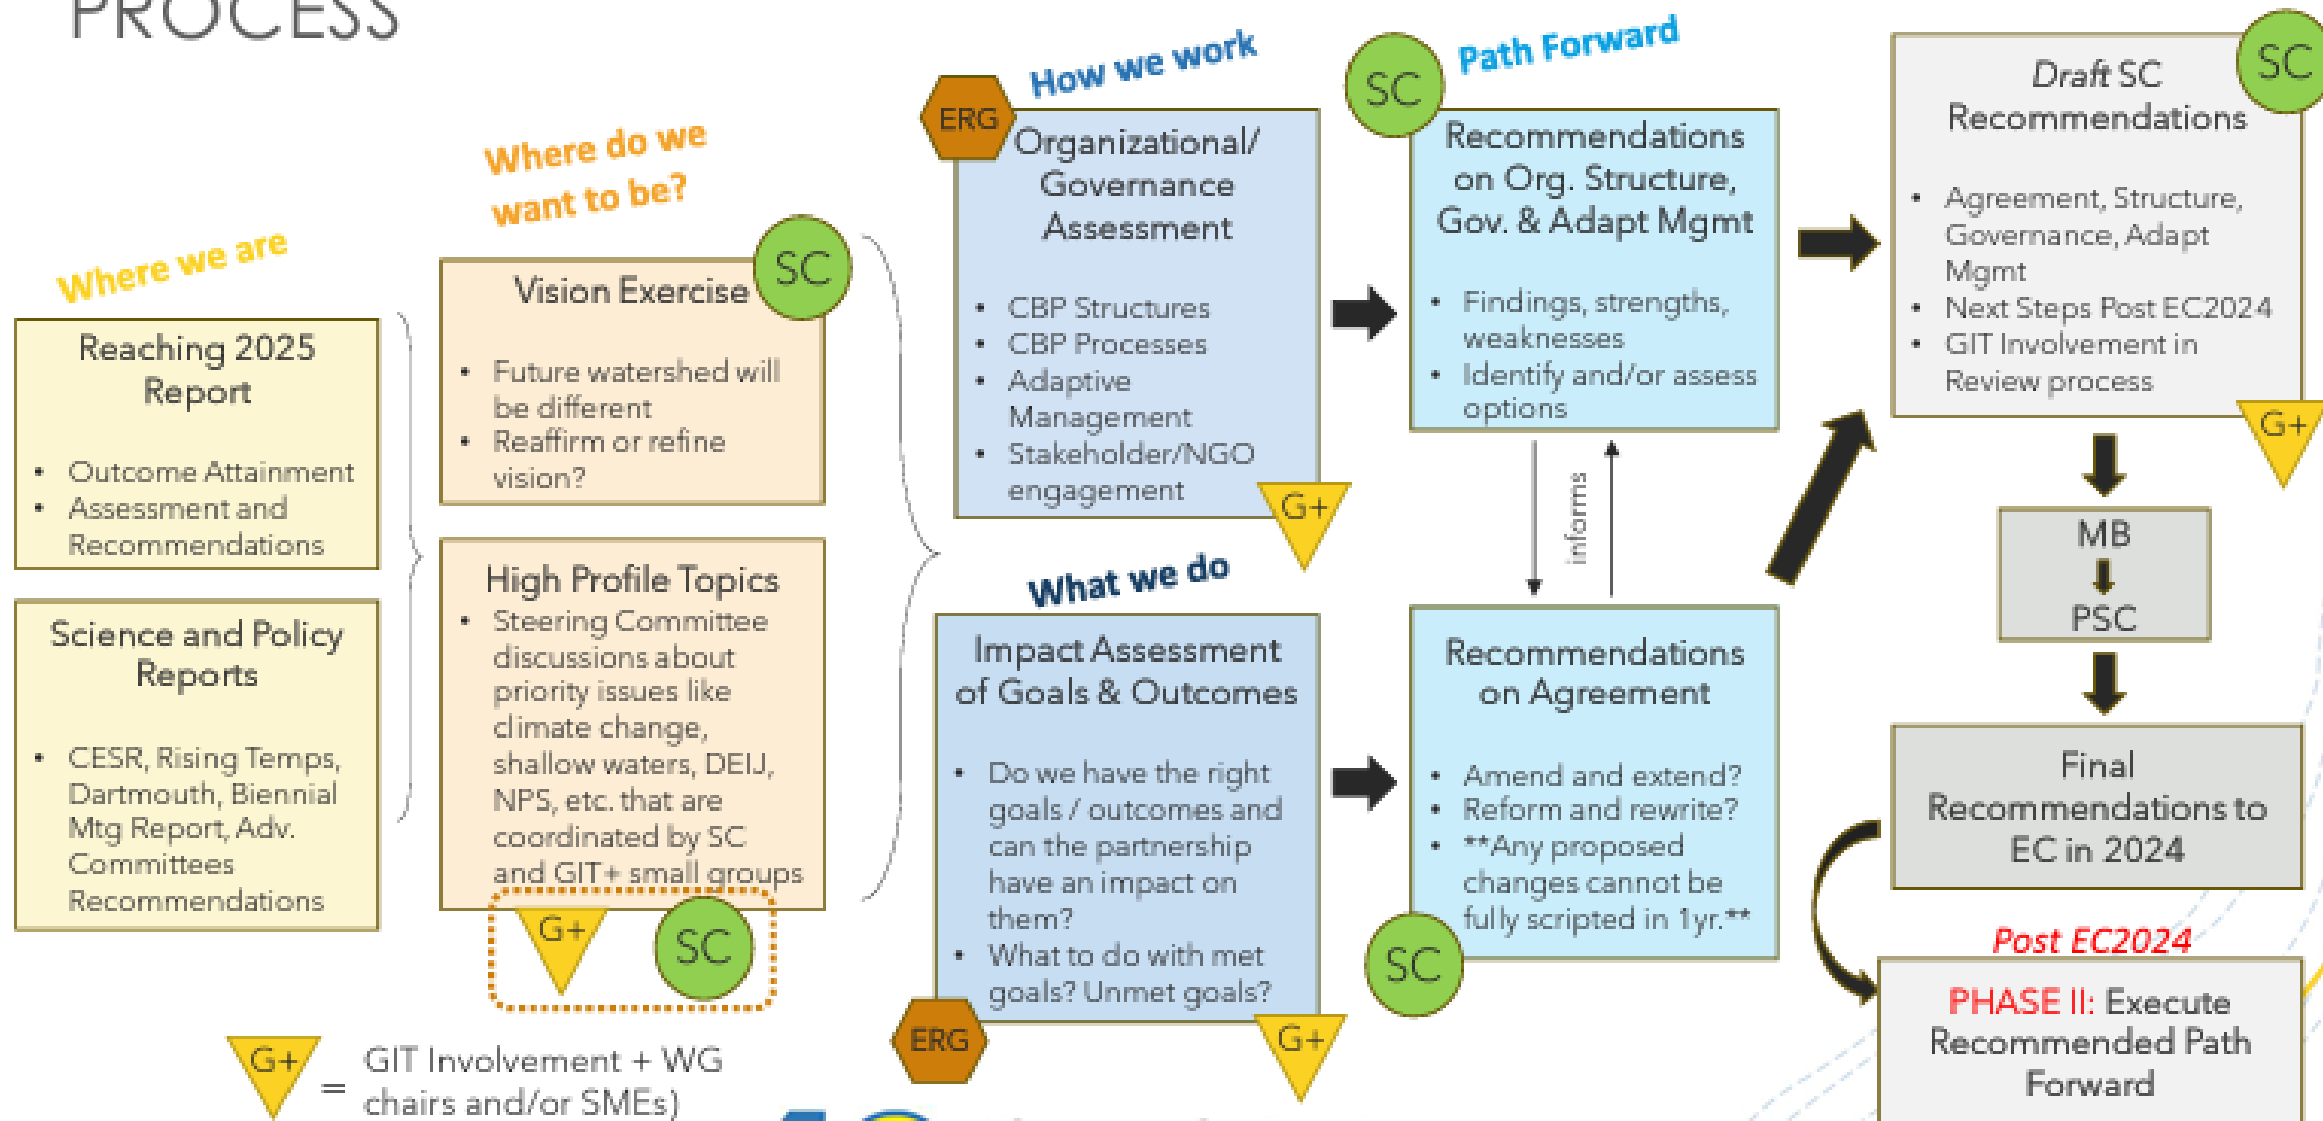 PROCESS
Where we are
Reaching 2025
Report
• Outcome Attainment
• Assessment and
Recommendations
Science and Policy
Reports
• CESR, Rising Temps,
Dartmouth, Biennial
Mtg Report, Adv.
Committees
Recommendations
Where do we
want to be?
SC
Vision Exercise
• Future watershed will
be different
• Reaffirm or refine
vision?
High Profile Topics
• Steering Committee
discussions about
priority issues like
climate change,
shallow waters, DEIJ,
NPS, etc. that are
coordinated by SC
and GIT+ small groups
G+
SC
G+
=
GIT Involvement + WG
chairs and/or SMEs)
How we work
ERG
Organizational/
Governance
Assessment
• CBP Structures
• CBP Processes
• Adaptive
Management
• Stakeholder/NGO
engagement
G+
What we do
Impact Assessment
of Goals & Outcomes
• Do we have the right
goals / outcomes and
can the partnership
have an impact on
them?
• What to do with met
goals? Unmet goals?
ERG
G+
Path Forward
SC
Recommendations
on Org. Structure,
Gov. & Adapt Mgmt
• Findings, strengths,
weaknesses
• Identify and/or assess
options
informs
Recommendations
on Agreement
• Amend and extend?
• Reform and rewrite?
• **Any proposed
changes cannot be
fully scripted in 1yr.**
SC
SC
Draft SC
Recommendations
• Agreement, Structure,
Governance, Adapt
Mgmt
• Next Steps Post EC2024
• GIT Involvement in
Review process
G+
MB
PSC
Final
Recommendations to
EC in 2024
Post EC2024
PHASE II: Execute
Recommended Path
Forward